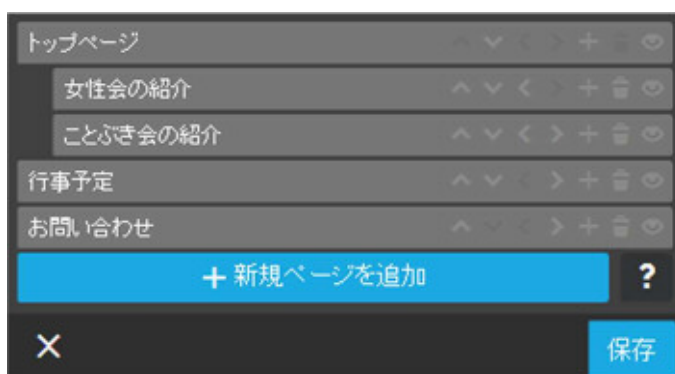 トップページ
女性会の紹介
ことぶき会の紹介
行事予定
お問い合わせ
+ 新規ページを追加 ?
× 保存